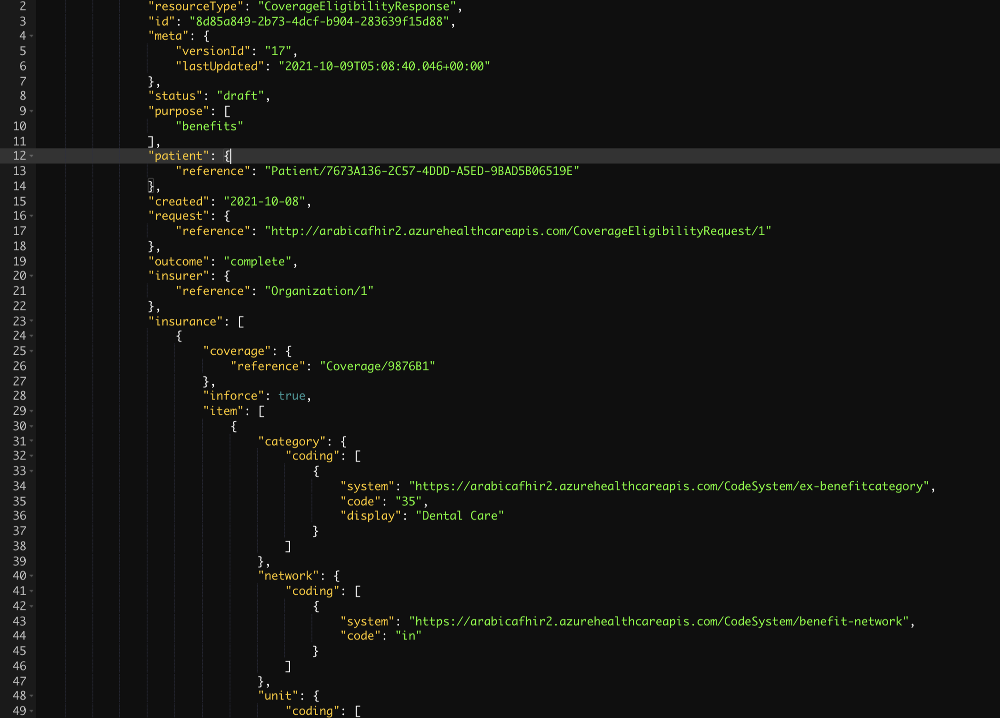 2 "resourceType": "CoverageEligibilityResponse",
3 "id": "8d85a849-2b73-4dcf-b904-283639f15d88",
4 "meta": {
5 "versionId": "17",
6 "lastUpdated": "2021-10-09T05:08:40.046+00:00"
7 },
8 "status": "draft",
9 "purpose": [
10 "benefits"
11 ],
12 "patient": {
13 "reference": "Patient/7673A136-2C57-4DDD-A5ED-9BAD5B06519E"
14 },
15 "created": "2021-10-08",
16 "request": {
17 "reference": "http://arabicafhir2.azurehealthcareapis.com/CoverageEligibilityRequest/1"
18 },
19 "outcome": "complete",
20 "insurer": {
21 "reference": "Organization/1"
22 },
23 "insurance": [
24 {
25 "coverage": {
26 "reference": "Coverage/9876B1"
27 },
28 "inforce": true,
29 "item": [
30 {
31 "category": {
32 "coding": [
33 {
34 "system": "https://arabicafhir2.azurehealthcareapis.com/CodeSystem/ex-benefitcategory",
35 "code": "35",
36 "display": "Dental Care"
37 }
38 ]
39 },
40 "network": {
41 "coding": [
42 {
43 "system": "https://arabicafhir2.azurehealthcareapis.com/CodeSystem/benefit-network",
44 "code": "in"
45 }
46 ]
47 },
48 "unit": {
49 "coding": [